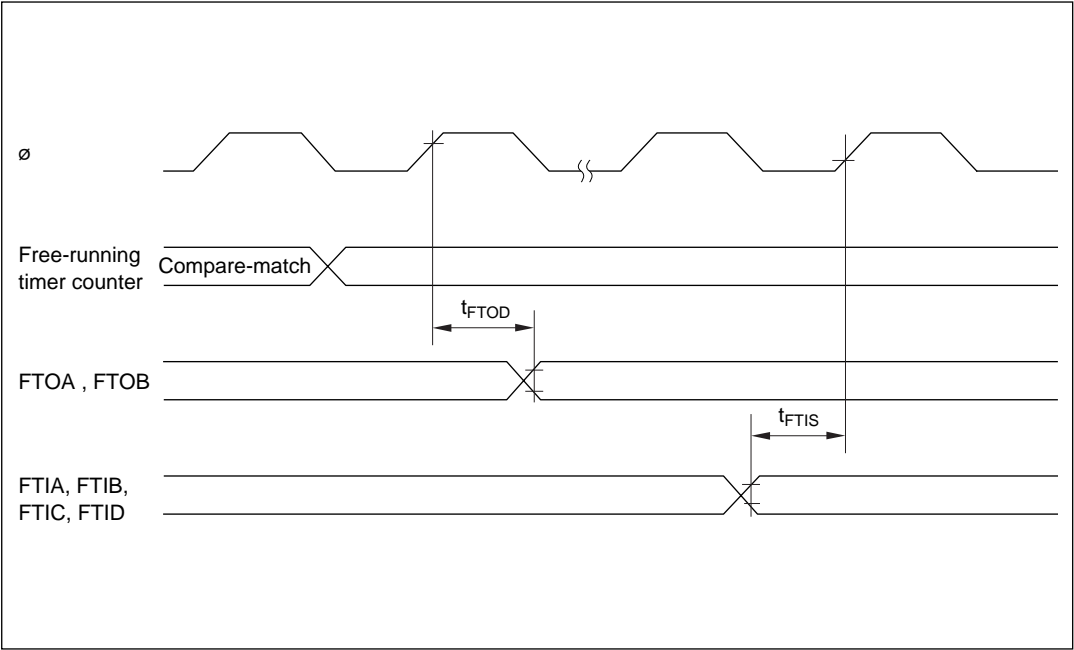 ø
Free-running
timer counter
Compare-match
tFTOD
FTOA , FTOB
tFTIS
FTIA, FTIB,
FTIC, FTID